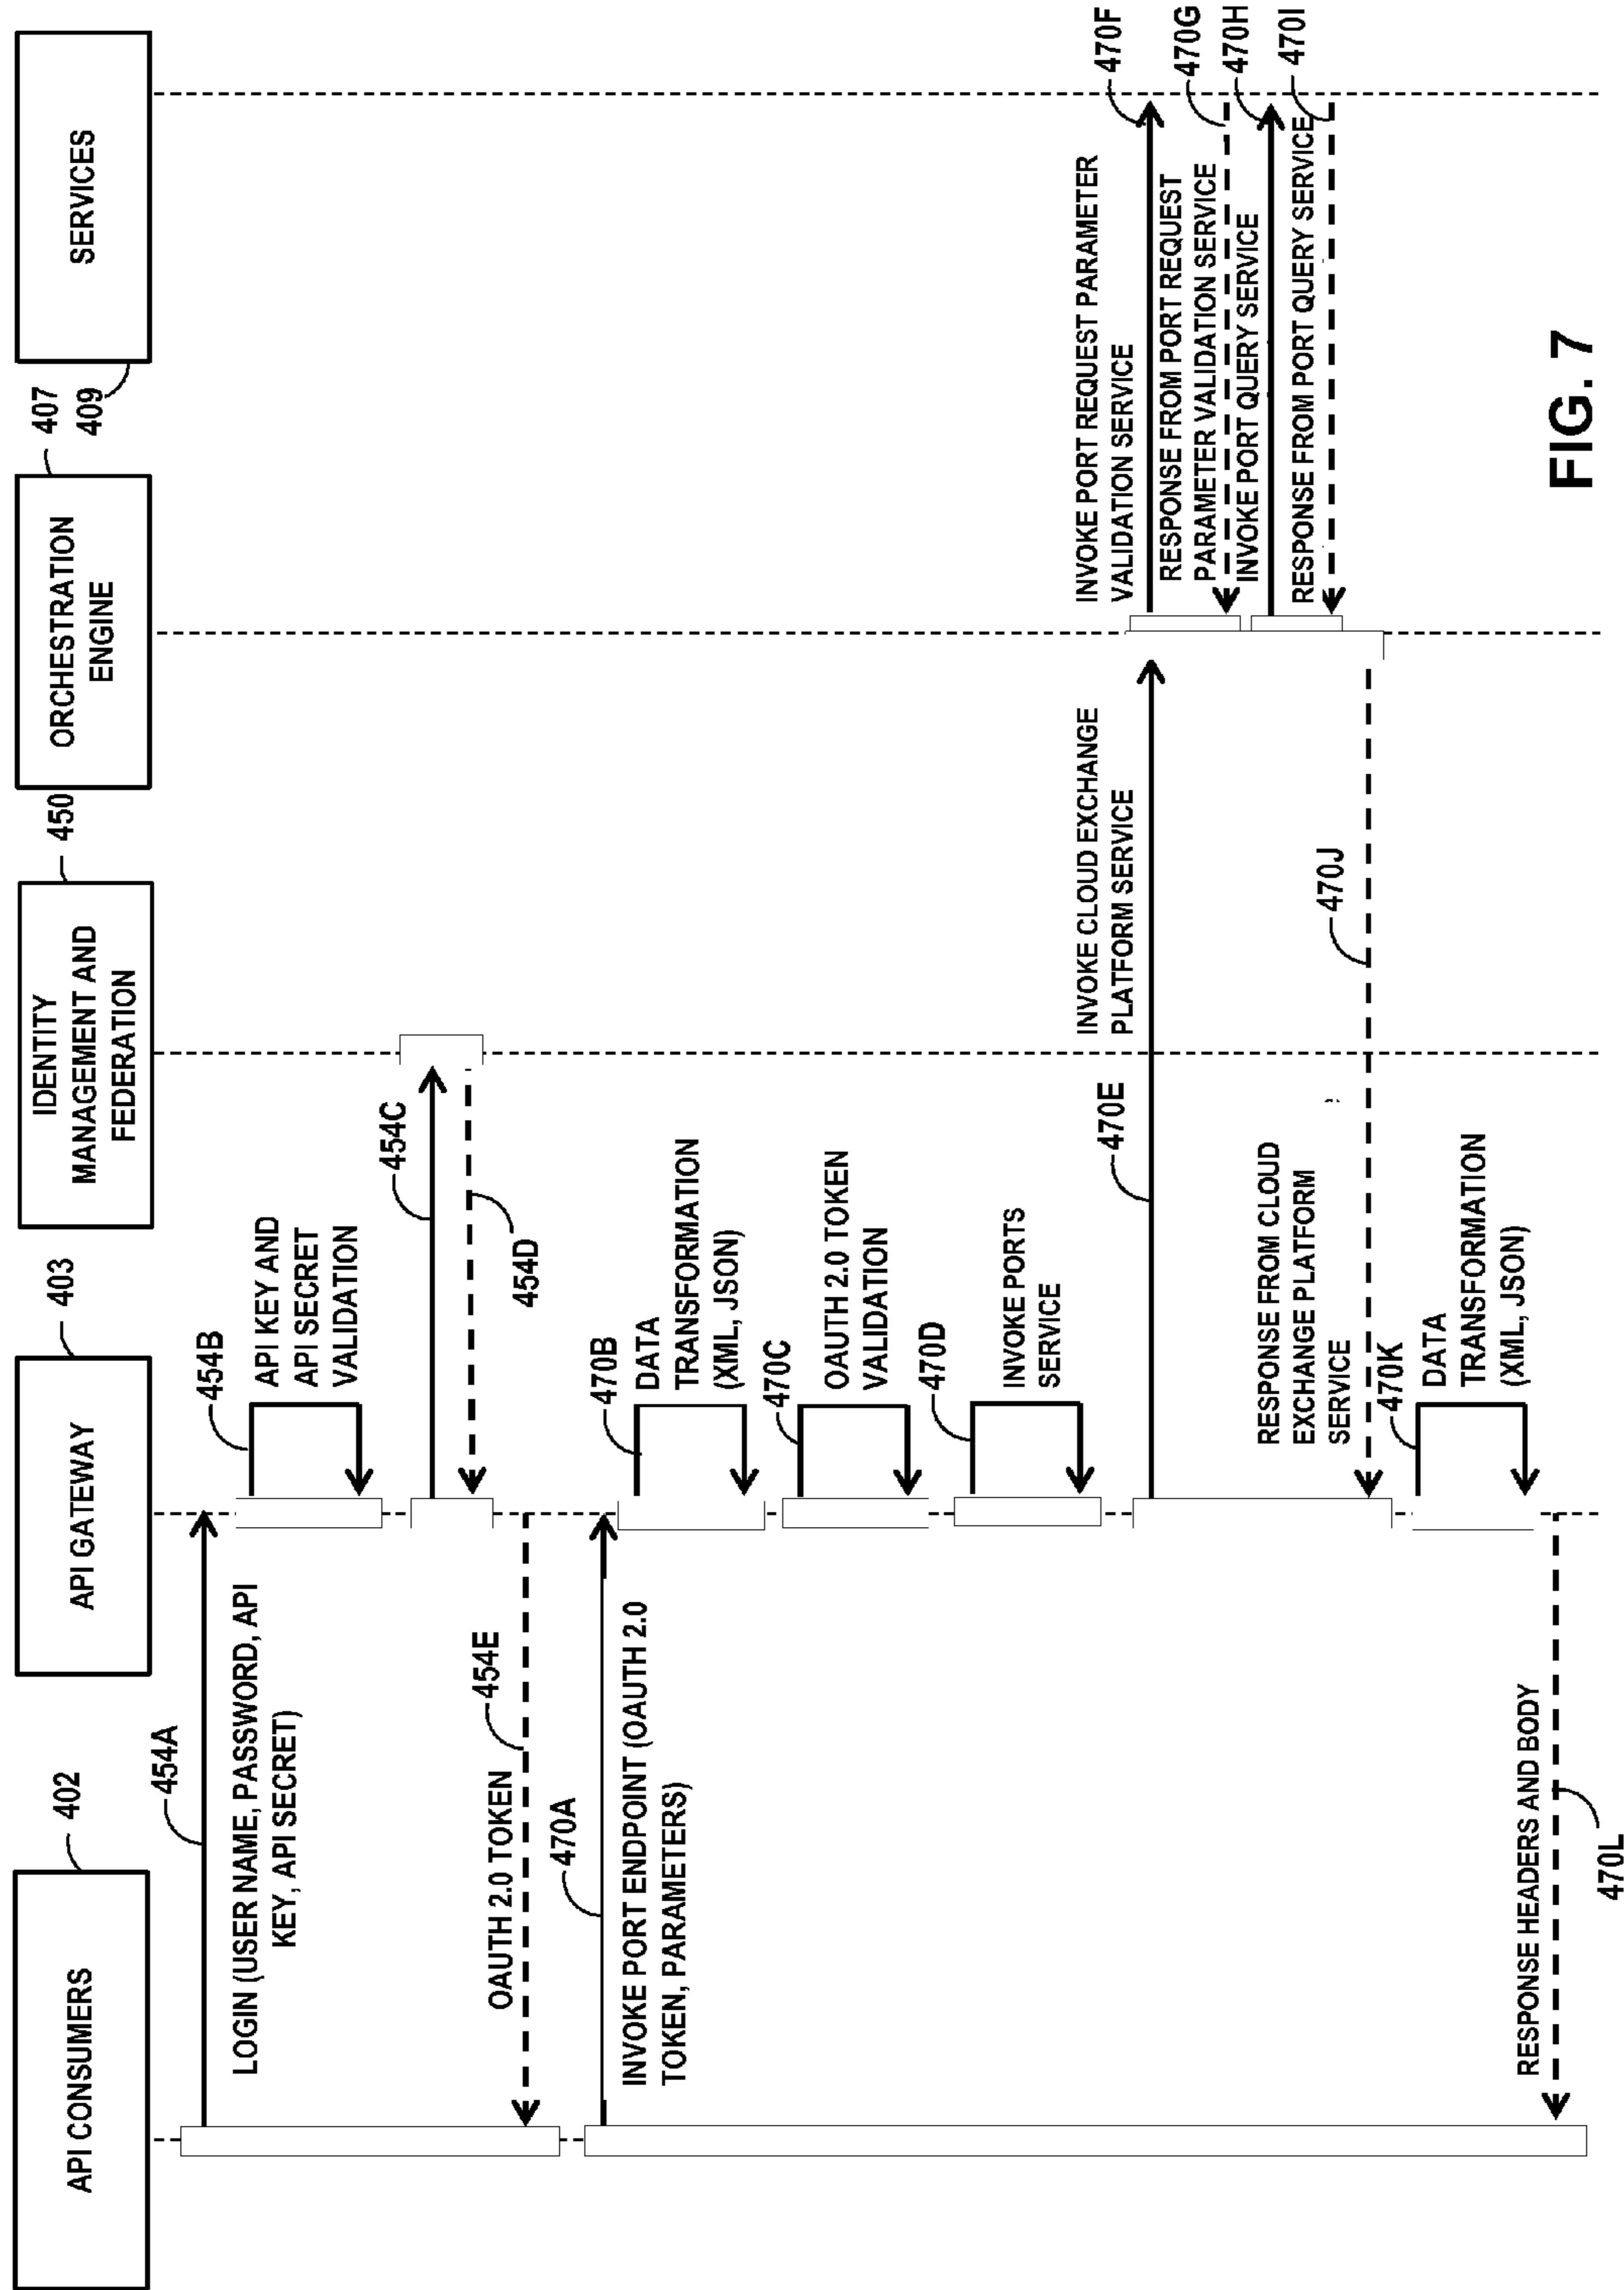 API CONSUMERS
402
API GATEWAY
403
IDENTITY
MANAGEMENT AND
FEDERATION
450
ORCHESTRATION
ENGINE
407
SERVICES
409
454A
LOGIN (USER NAME, PASSWORD, API
KEY, API SECRET)
454B
API KEY AND
API SECRET
VALIDATION
454C
454D
454E
OAUTH 2.0 TOKEN
470A
INVOKE PORT ENDPOINT (OAUTH 2.0
TOKEN, PARAMETERS)
470B
DATA
TRANSFORMATION
(XML, JSON)
470C
OAUTH 2.0 TOKEN
VALIDATION
470D
INVOKE PORTS
SERVICE
470E
INVOKE CLOUD EXCHANGE
PLATFORM SERVICE
INVOKE PORT REQUEST PARAMETER
VALIDATION SERVICE
470F
RESPONSE FROM PORT REQUEST
PARAMETER VALIDATION SERVICE
470G
INVOKE PORT QUERY SERVICE
470H
RESPONSE FROM PORT QUERY SERVICE
470I
RESPONSE FROM CLOUD
EXCHANGE PLATFORM
SERVICE
470J
470K
DATA
TRANSFORMATION
(XML, JSON)
RESPONSE HEADERS AND BODY
470L
FIG. 7